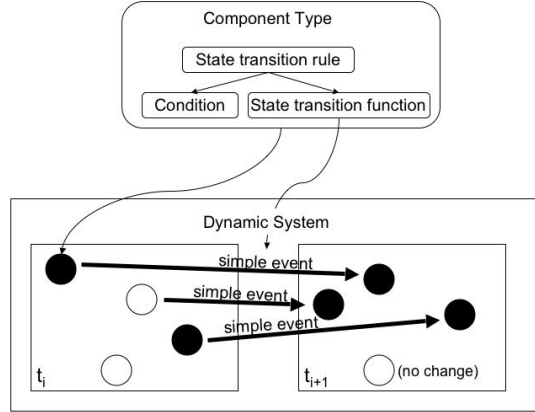 Component Type
State transition rule
Condition
State transition function
Dynamic System
simple event
simple event
simple event
t_i
t_{i+1}
(no change)